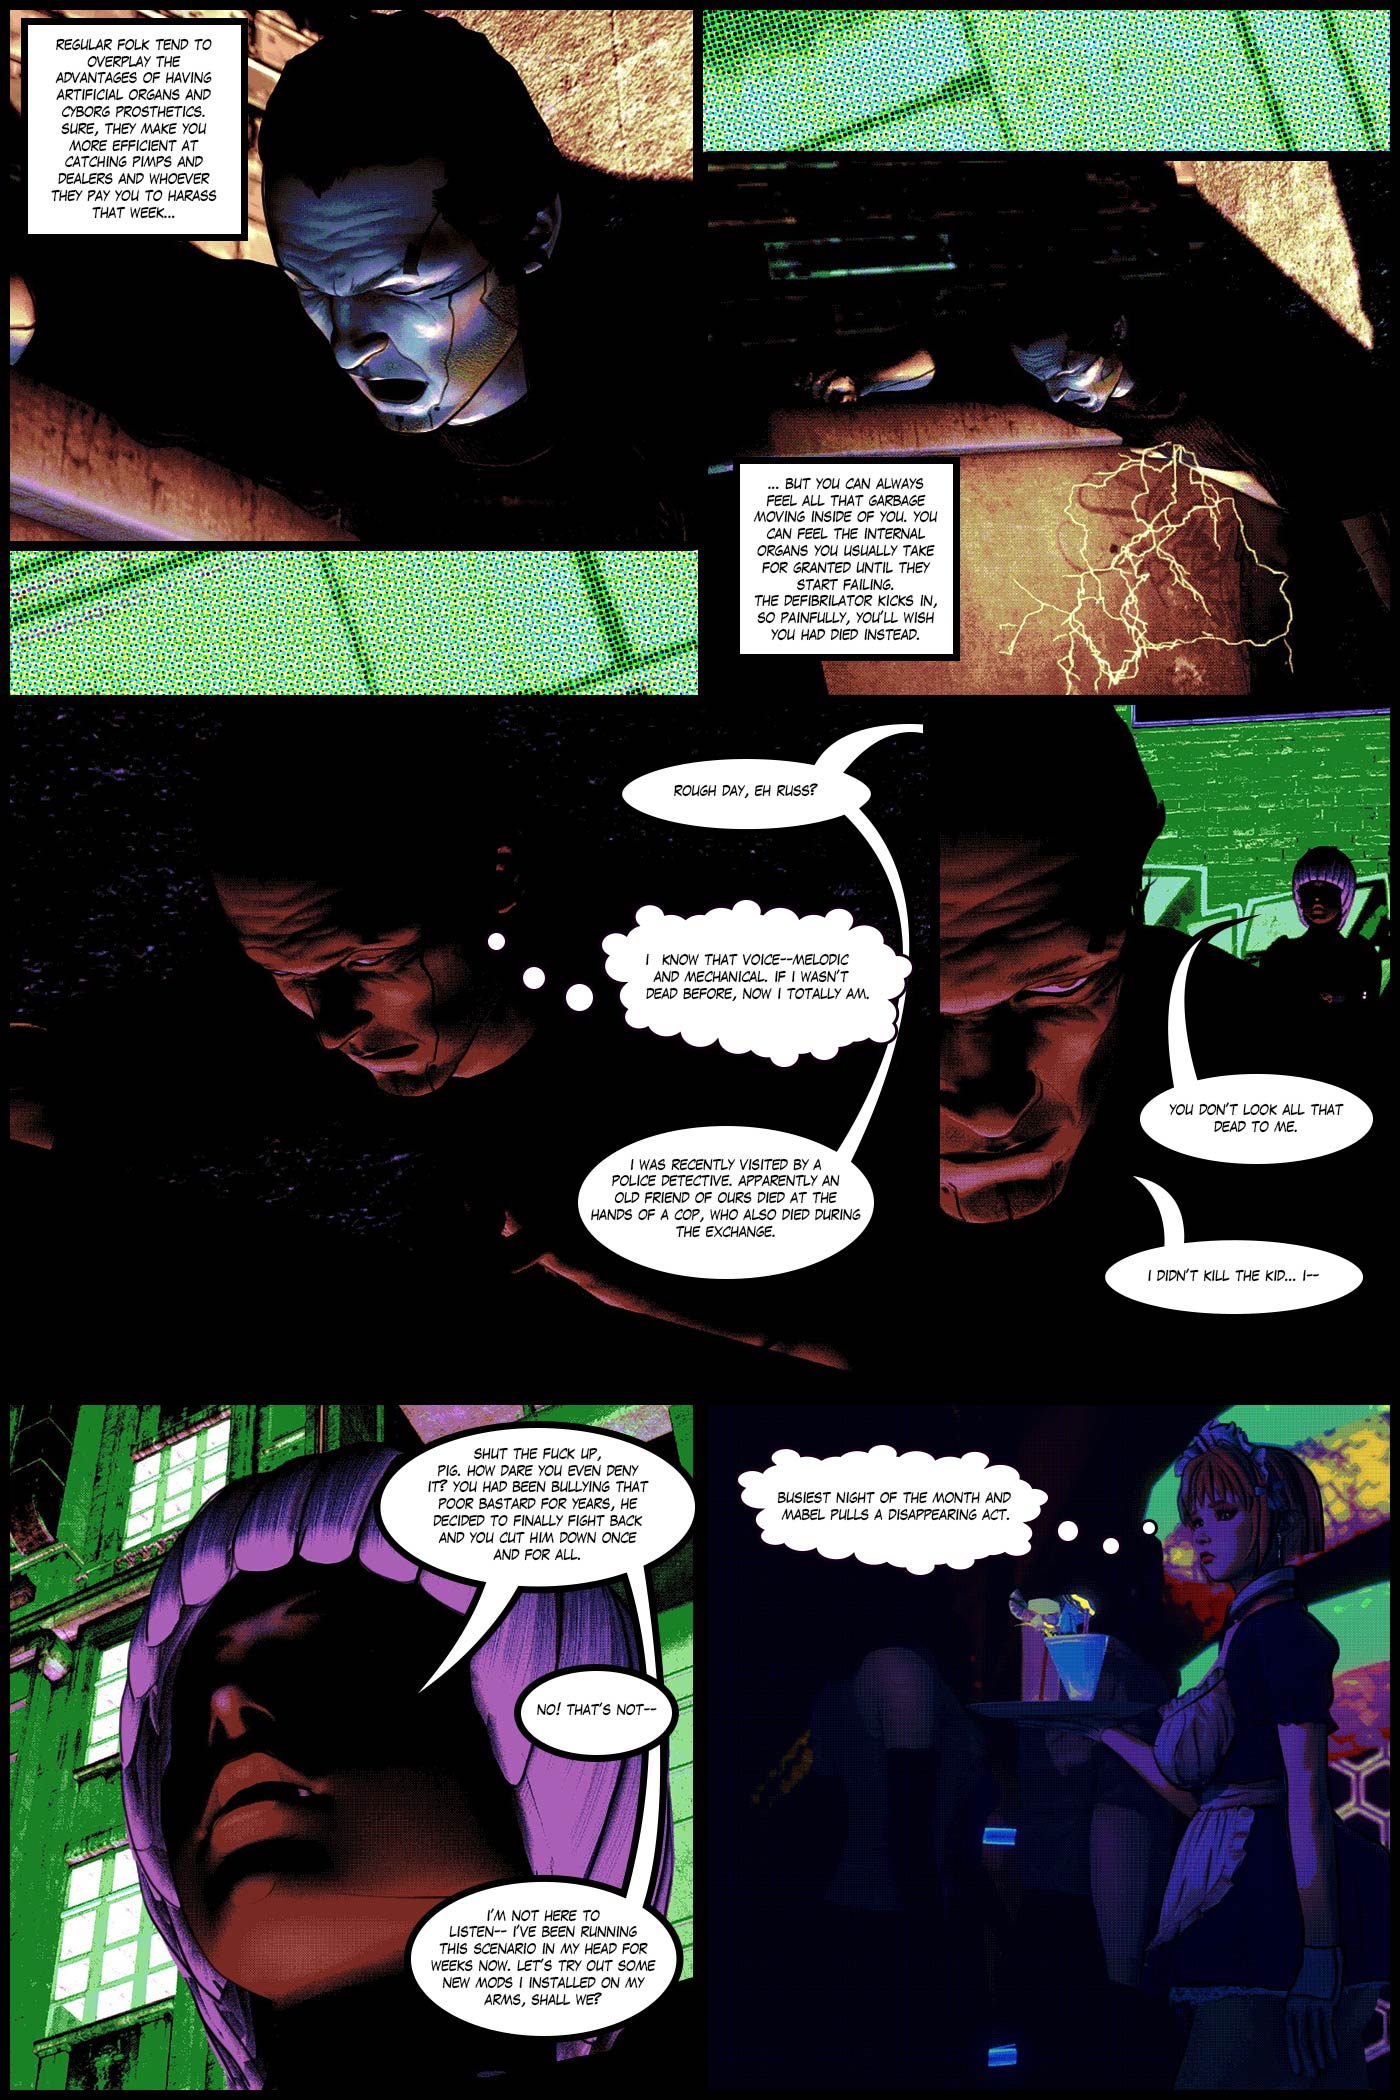 REGULAR FOLK TEND TO
OVERPLAY THE
ADVANTAGES OF HAVING
ARTIFICIAL ORGANS AND
CYBORG PROSTHETICS.
SURE, THEY MAKE YOU
MORE EFFICIENT AT
CATCHING PIMPS AND
DEALERS AND WHOEVER
THEY PAY YOU TO HARASS
THAT WEEK...
... BUT YOU CAN ALWAYS
FEEL ALL THAT GARBAGE
MOVING INSIDE OF YOU. YOU
CAN FEEL THE INTERNAL
ORGANS YOU USUALLY TAKE
FOR GRANTED UNTIL THEY
START FAILING.
THE DEFIBRILATOR KICKS IN,
SO PAINFULLY, YOU'LL WISH
YOU HAD DIED INSTEAD.
ROUGH DAY, EH RUSS?
I KNOW THAT VOICE--MELODIC
AND MECHANICAL. IF I WASN'T
DEAD BEFORE, NOW I TOTALLY AM.
I WAS RECENTLY VISITED BY A
POLICE DETECTIVE. APPARENTLY AN
OLD FRIEND OF OURS DIED AT THE
HANDS OF A COP, WHO ALSO DIED DURING
THE EXCHANGE.
YOU DON'T LOOK ALL THAT
DEAD TO ME.
I DIDN'T KILL THE KID... I--
SHUT THE FUCK UP,
PIG. HOW DARE YOU EVEN DENY
IT? YOU HAD BEEN BULLYING THAT
POOR BASTARD FOR YEARS, HE
DECIDED TO FINALLY FIGHT BACK
AND YOU CUT HIM DOWN ONCE
AND FOR ALL.
NO! THAT'S NOT--
I'M NOT HERE TO
LISTEN-- I'VE BEEN RUNNING
THIS SCENARIO IN MY HEAD FOR
WEEKS NOW. LET'S TRY OUT SOME
NEW MODS I INSTALLED ON MY
ARMS, SHALL WE?
BUSIEST NIGHT OF THE MONTH AND
MABEL PULLS A DISAPPEARING ACT.